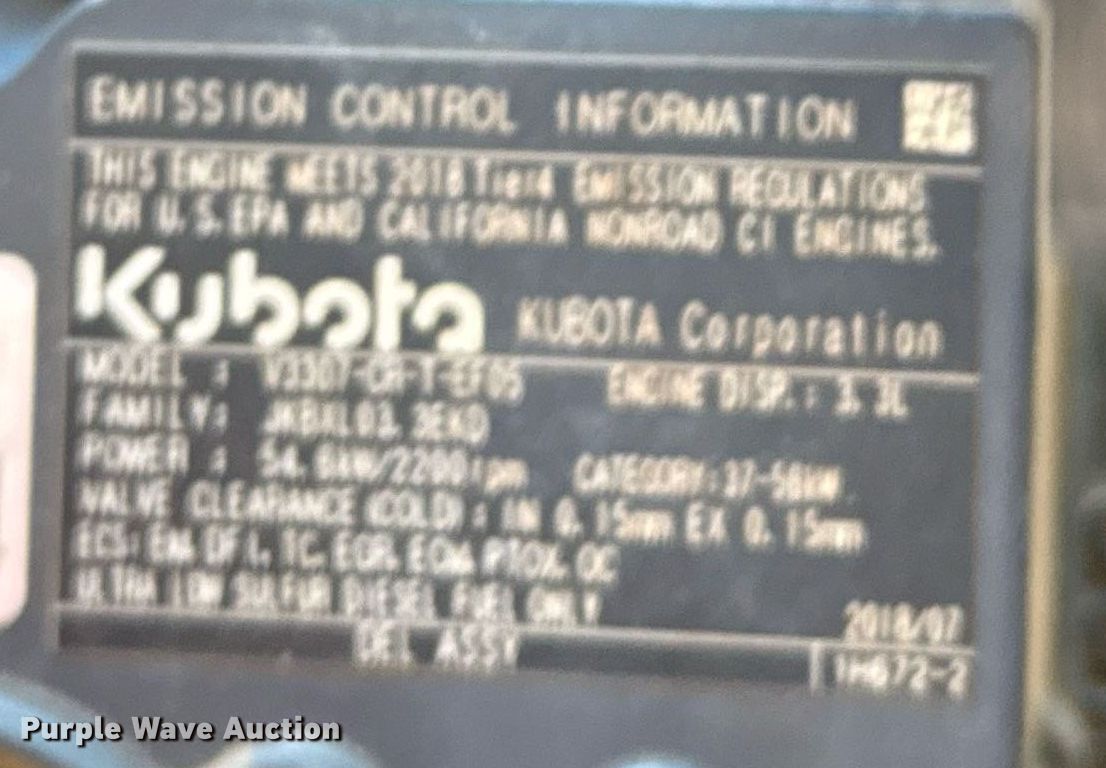 EMISSION CONTROL INFORMATION
THIS ENGINE MEETS 2018 Tier4 EMISSION REGULATIONS
FOR U.S.EPA AND CALIFORNIA NONROAD CI ENGINES.
Kubota KUBOTA Corporation
MODEL : V3307-CR-T-EF05 ENGINE DISP.: 3.3L
FAMILY: JKBXL03.3EKD
POWER : 54.6kW/2200rpm CATEGORY:37-56kW
VALVE CLEARANCE (COLD) : IN 0.15mm EX 0.15mm
ECS: DFI, TC, EGR, ECM, PTOX, OC
ULTRA LOW SULFUR DIESEL FUEL ONLY
2018/07
DEL ASSY 1H672-2
Purple Wave Auction